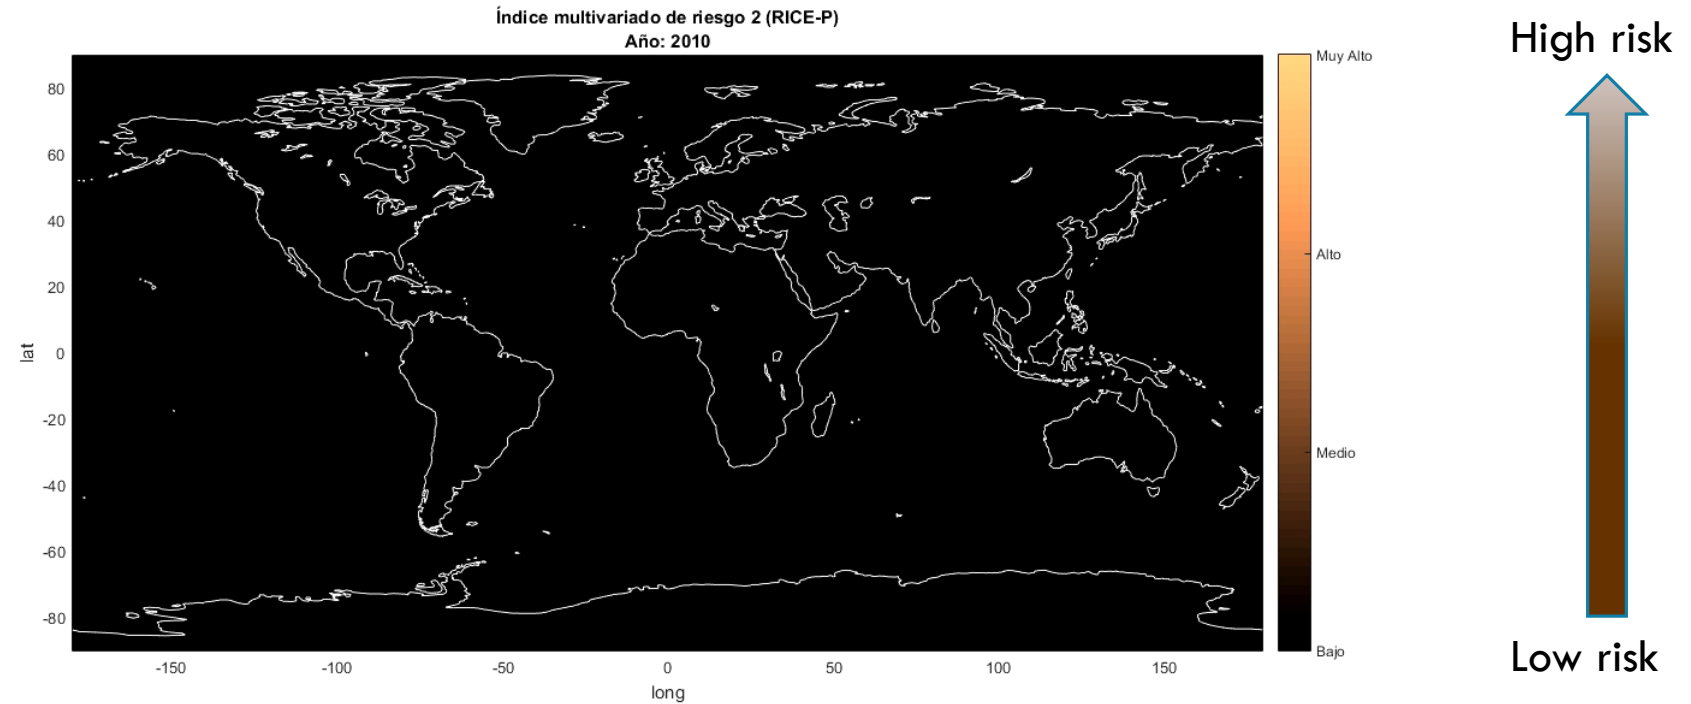 Índice multivariado de riesgo 2 (RICE-P)
Año: 2010
High risk
Muy Alto
Alto
Medio
Bajo
Low risk
lat
80
60
40
20
0
-20
-40
-60
-80
-150
-100
-50
0
50
100
150
long